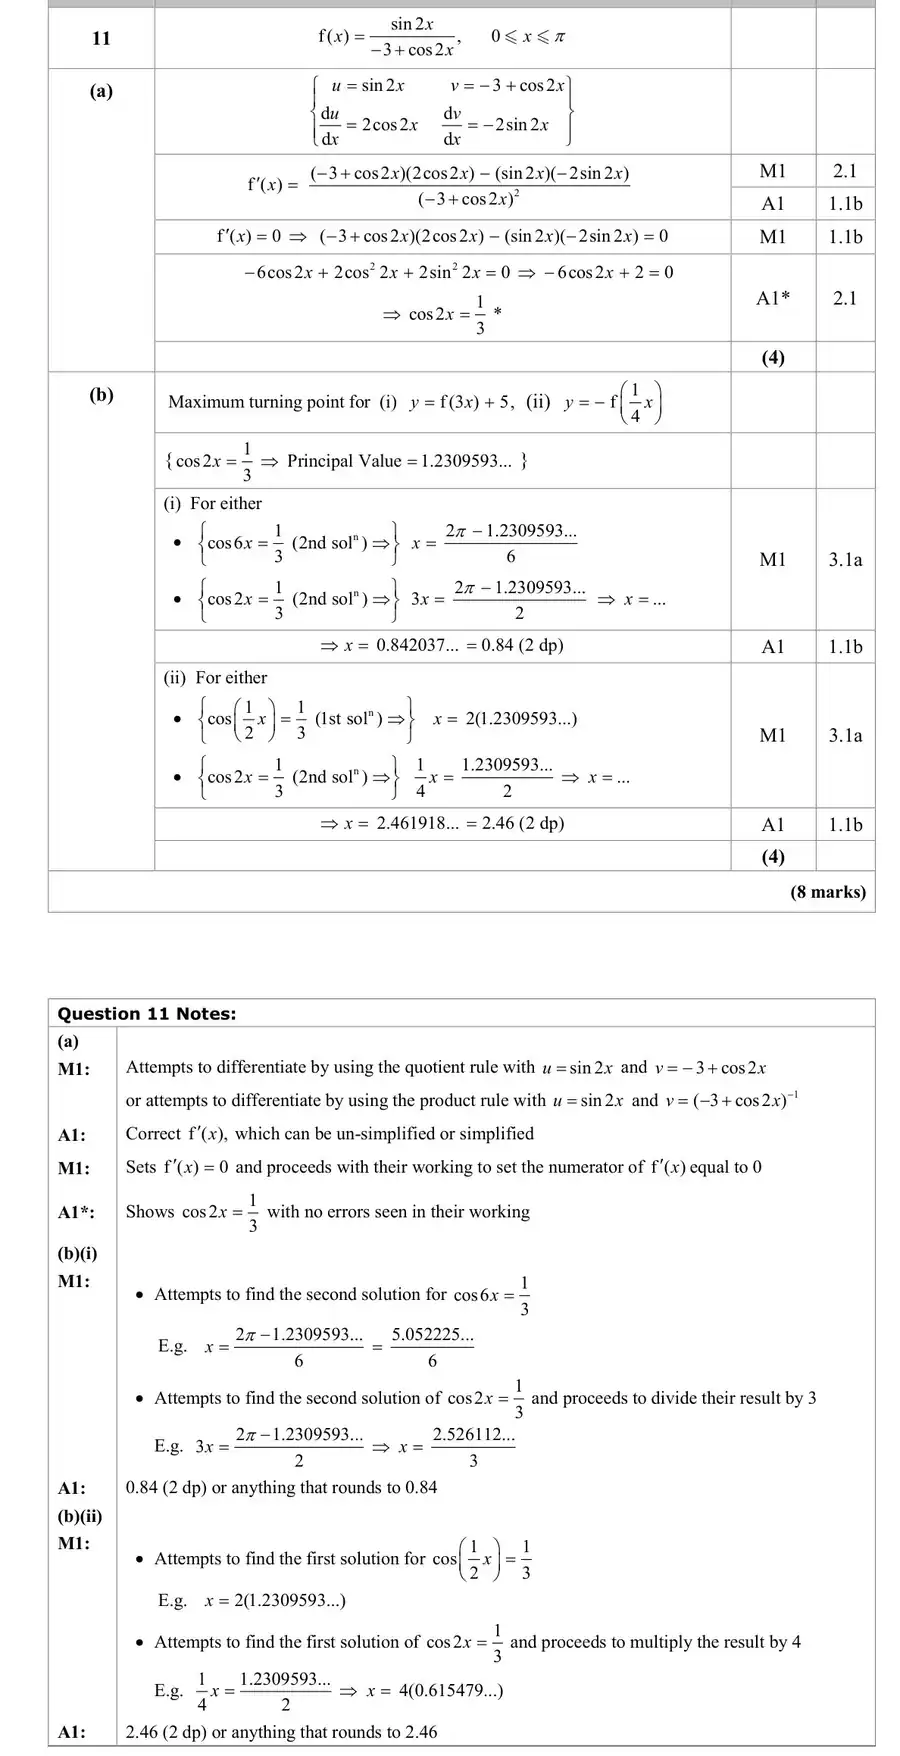 11
f(x) = sin 2x / (−3 + cos 2x), 0 ⩽ x ⩽ π
(a)
{ u = sin 2x v = −3 + cos 2x
du/dx = 2cos 2x dv/dx = −2sin 2x }
f′(x) = ((−3 + cos 2x)(2cos 2x) − (sin 2x)(−2sin 2x)) / (−3 + cos 2x)²
M1 2.1
A1 1.1b
f′(x) = 0 ⇒ (−3 + cos 2x)(2cos 2x) − (sin 2x)(−2sin 2x) = 0 M1 1.1b
−6cos 2x + 2cos² 2x + 2sin² 2x = 0 ⇒ −6cos 2x + 2 = 0
⇒ cos 2x = 1/3 *
A1* 2.1
(4)
(b)
Maximum turning point for (i) y = f(3x) + 5, (ii) y = −f(1/4 x)
{ cos 2x = 1/3 ⇒ Principal Value = 1.2309593... }
(i) For either
• {cos 6x = 1/3 (2nd solⁿ) ⇒} x = (2π − 1.2309593...)/6
M1 3.1a
• {cos 2x = 1/3 (2nd solⁿ) ⇒} 3x = (2π − 1.2309593...)/2 ⇒ x = ...
⇒ x = 0.842037... = 0.84 (2 dp) A1 1.1b
(ii) For either
• {cos(1/2 x) = 1/3 (1st solⁿ) ⇒} x = 2(1.2309593...)
M1 3.1a
• {cos 2x = 1/3 (2nd solⁿ) ⇒} 1/4 x = 1.2309593.../2 ⇒ x = ...
⇒ x = 2.461918... = 2.46 (2 dp) A1 1.1b
(4)
(8 marks)
Question 11 Notes:
(a)
M1: Attempts to differentiate by using the quotient rule with u = sin 2x and v = −3 + cos 2x
or attempts to differentiate by using the product rule with u = sin 2x and v = (−3 + cos 2x)⁻¹
A1: Correct f′(x), which can be un-simplified or simplified
M1: Sets f′(x) = 0 and proceeds with their working to set the numerator of f′(x) equal to 0
A1*: Shows cos 2x = 1/3 with no errors seen in their working
(b)(i)
M1:
• Attempts to find the second solution for cos 6x = 1/3
E.g. x = (2π − 1.2309593...)/6 = 5.052225.../6
• Attempts to find the second solution of cos 2x = 1/3 and proceeds to divide their result by 3
E.g. 3x = (2π − 1.2309593...)/2 ⇒ x = 2.526112.../3
A1: 0.84 (2 dp) or anything that rounds to 0.84
(b)(ii)
M1:
• Attempts to find the first solution for cos(1/2 x) = 1/3
E.g. x = 2(1.2309593...)
• Attempts to find the first solution of cos 2x = 1/3 and proceeds to multiply the result by 4
E.g. 1/4 x = 1.2309593.../2 ⇒ x = 4(0.615479...)
A1: 2.46 (2 dp) or anything that rounds to 2.46